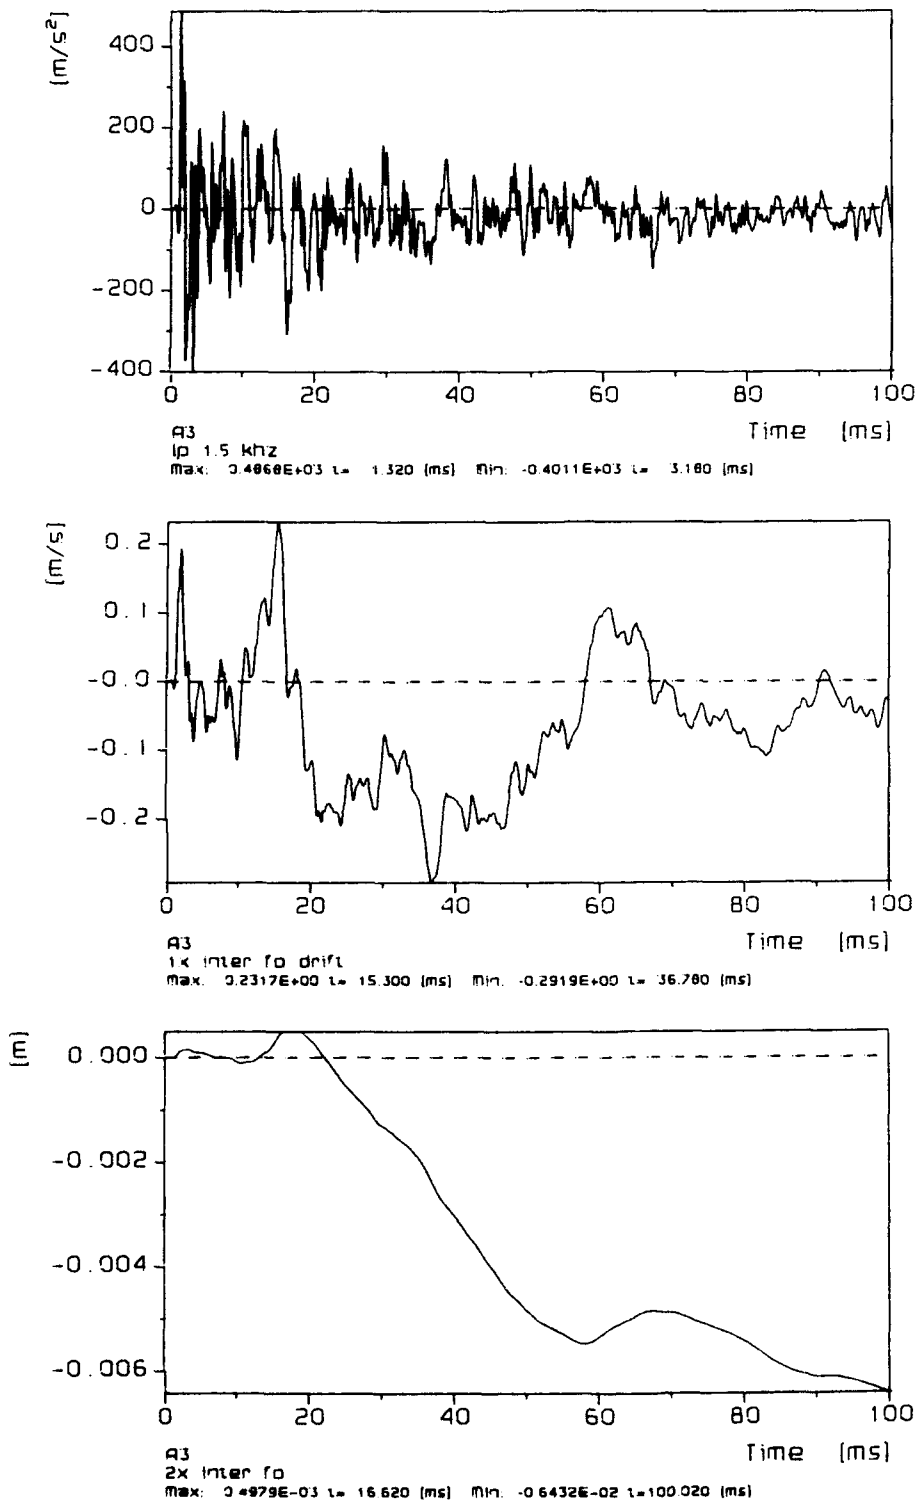 [m/s²]
400
200
0
-200
-400
0 20 40 60 80 100
Time [ms]
A3
lp 1.5 khz
Max: 0.4868E+03 t= 1.320 [ms] Min: -0.4011E+03 t= 3.180 [ms]
[m/s]
0.2
0.1
-0.0
-0.1
-0.2
0 20 40 60 80 100
Time [ms]
A3
1x inter fo drift
Max: 0.2317E+00 t= 15.300 [ms] Min: -0.2919E+00 t= 36.780 [ms]
[m]
0.000
-0.002
-0.004
-0.006
0 20 40 60 80 100
Time [ms]
A3
2x inter fo
Max: 0.4979E-03 t= 16.620 [ms] Min: -0.6432E-02 t=100.020 [ms]